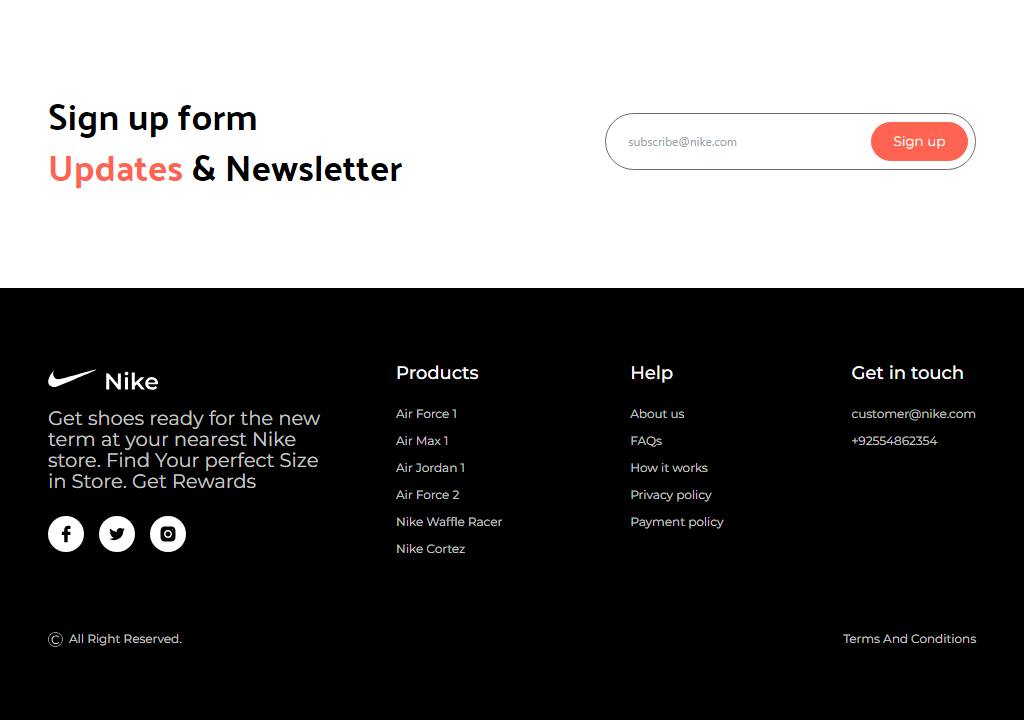 Sign up form
Updates & Newsletter
subscribe@nike.com
Sign up
Nike
Get shoes ready for the new
term at your nearest Nike
store. Find Your perfect Size
in Store. Get Rewards
Products
Air Force 1
Air Max 1
Air Jordan 1
Air Force 2
Nike Waffle Racer
Nike Cortez
Help
About us
FAQs
How it works
Privacy policy
Payment policy
Get in touch
customer@nike.com
+92554862354
© All Right Reserved.
Terms And Conditions